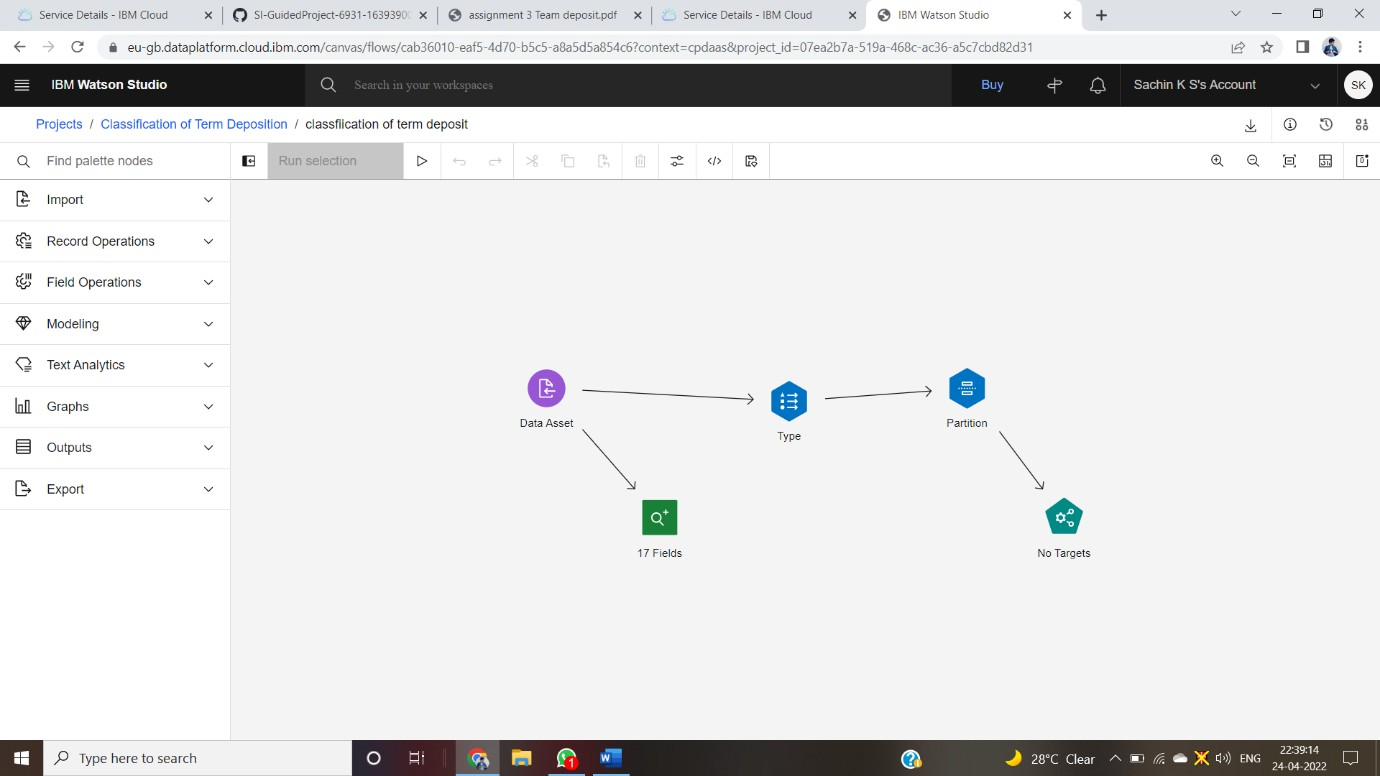 Service Details - IBM Cloud
SI-GuidedProject-6931-16393900
assignment 3 Team deposit.pdf
Service Details - IBM Cloud
IBM Watson Studio
eu-gb.dataplatform.cloud.ibm.com/canvas/flows/cab36010-eaf5-4d70-b5c5-a8a5d5a854c6?context=cpdaas&project_id=07ea2b7a-519a-468c-ac36-a5c7cbd82d31
IBM Watson Studio
Search in your workspaces
Buy
Sachin K S's Account
SK
Projects / Classification of Term Deposition / classfiication of term deposit
Find palette nodes
Run selection
Import
Record Operations
Field Operations
Modeling
Text Analytics
Graphs
Outputs
Export
Data Asset
Type
Partition
17 Fields
No Targets
Type here to search
1
28°C Clear
ENG
22:39:14
24-04-2022